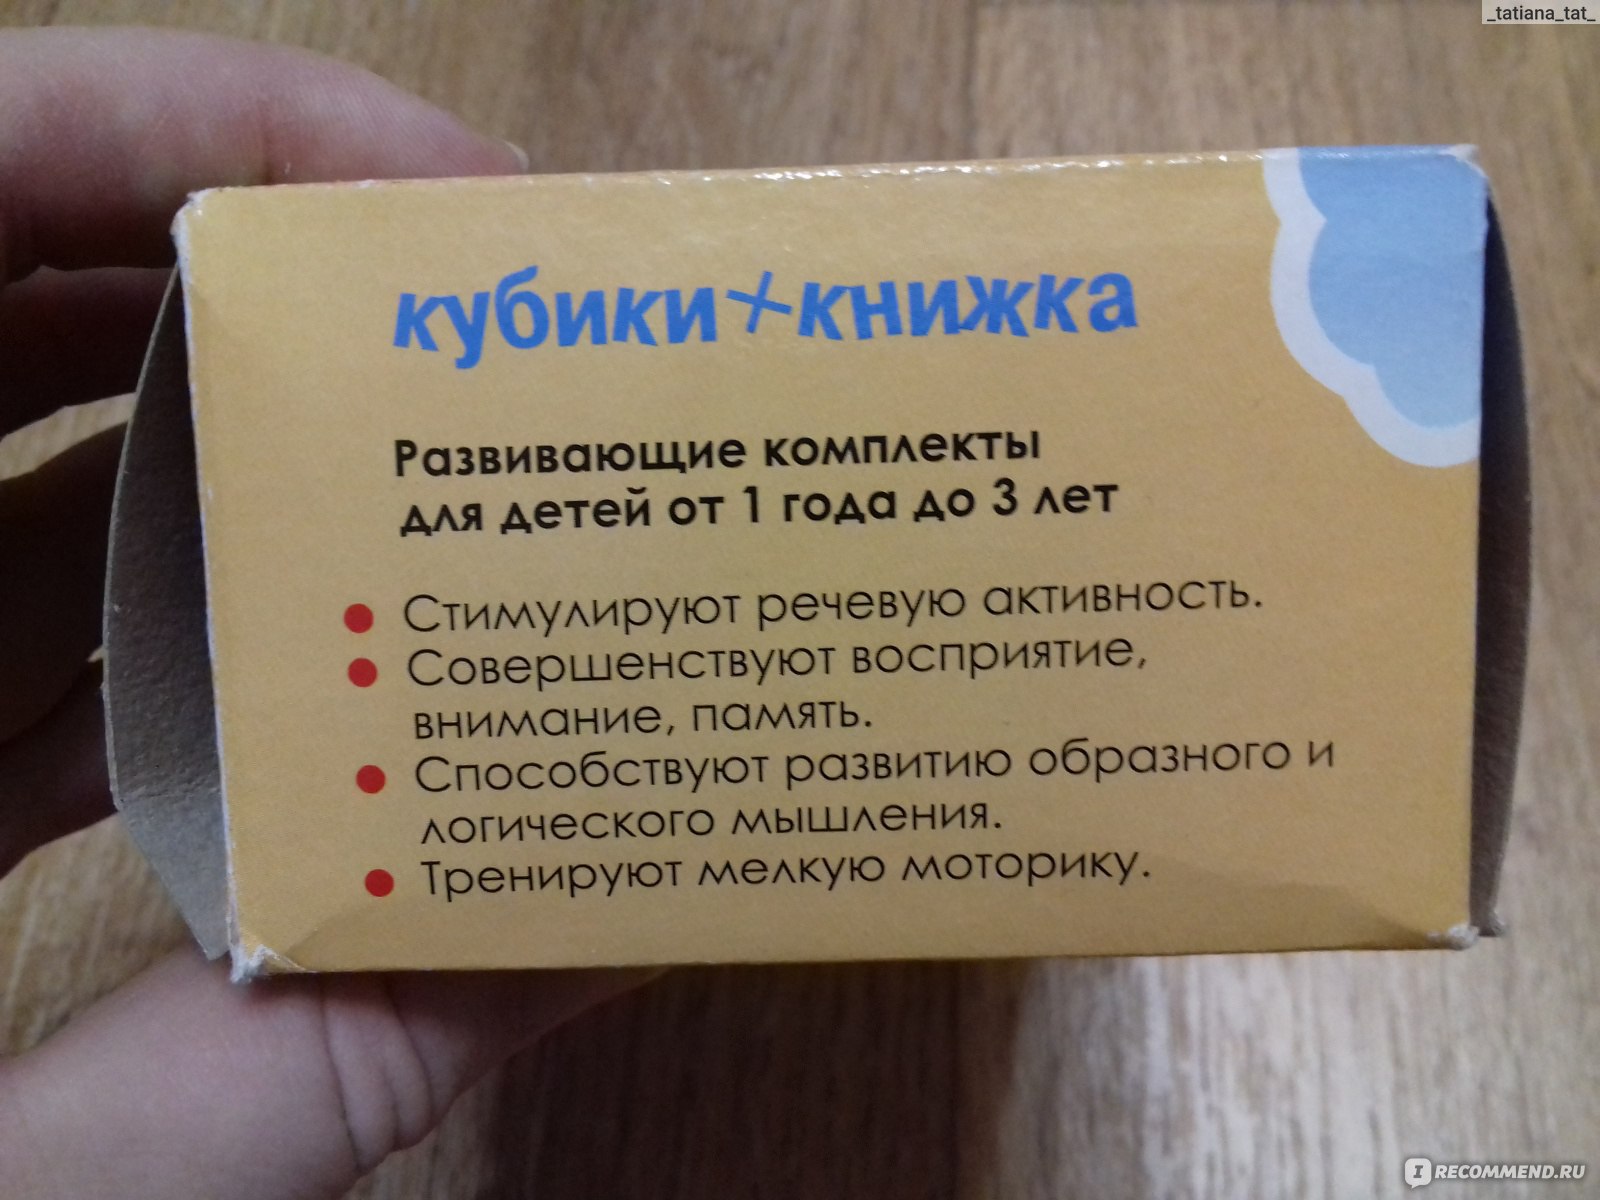 _tatiana_tat_
кубики+книжка
Развивающие комплекты
для детей от 1 года до 3 лет
• Стимулируют речевую активность.
• Совершенствуют восприятие,
внимание, память.
• Способствуют развитию образного и
логического мышления.
• Тренируют мелкую моторику.
I RECOMMEND.RU